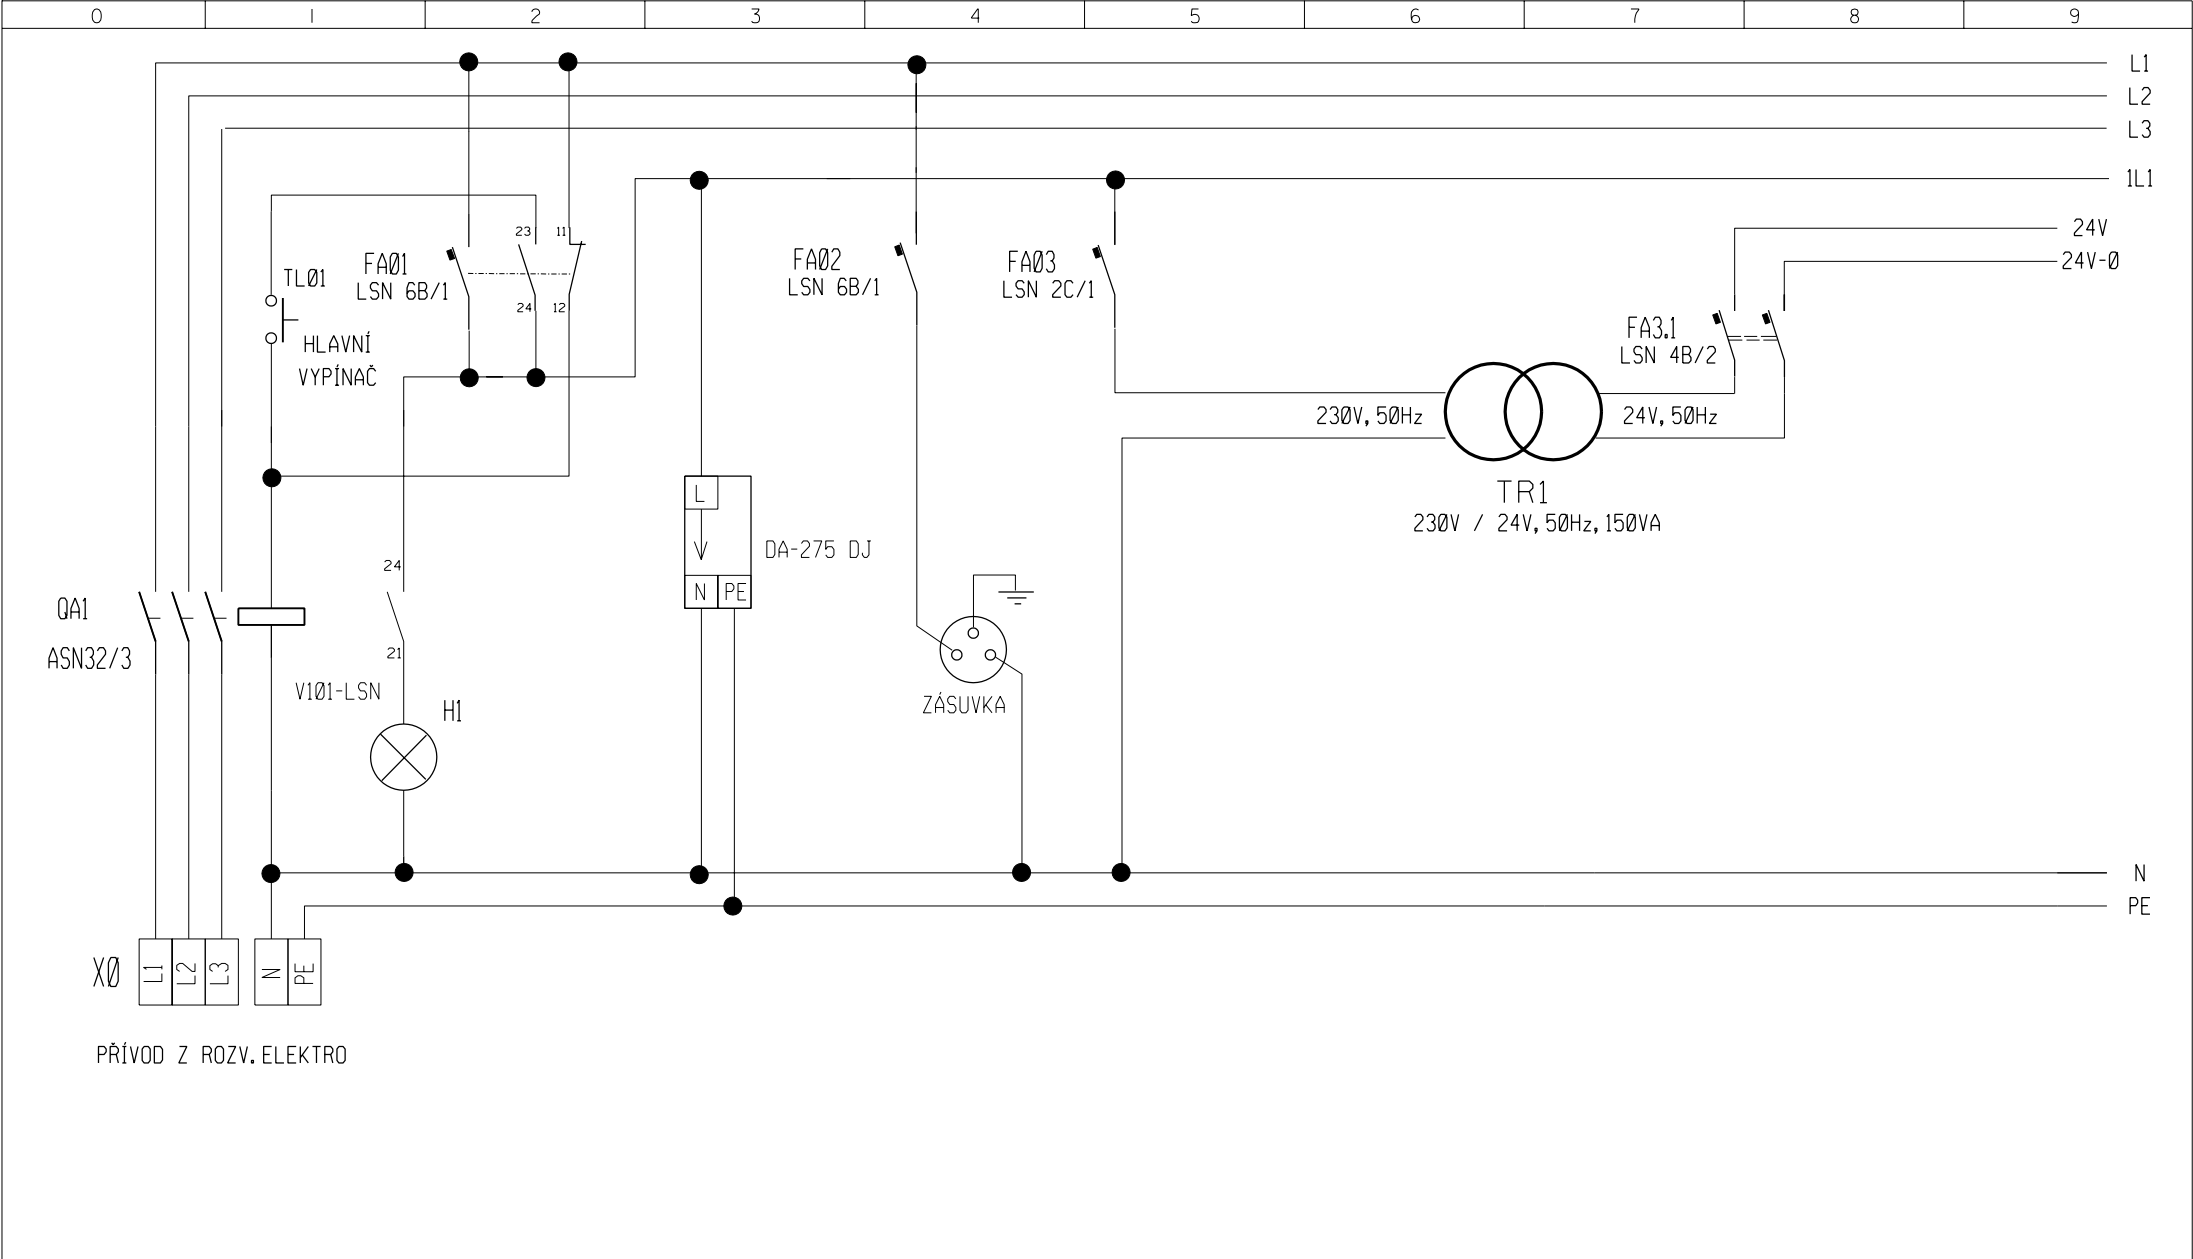 0 1 2 3 4 5 6 7 8 9
L1
L2
L3
1L1
24V
24V-0
23 11
FA01
LSN 6B/1
TL01
24 12
HLAVNÍ
VYPÍNAČ
FA02
LSN 6B/1
FA03
LSN 2C/1
FA3.1
LSN 4B/2
230V,50Hz
24V,50Hz
TR1
230V / 24V,50Hz,150VA
L
DA-275 DJ
N PE
24
QA1
ASN32/3
21
V101-LSN
H1
ZÁSUVKA
N
PE
X0 L1 L2 L3 N PE
PŘÍVOD Z ROZV.ELEKTRO